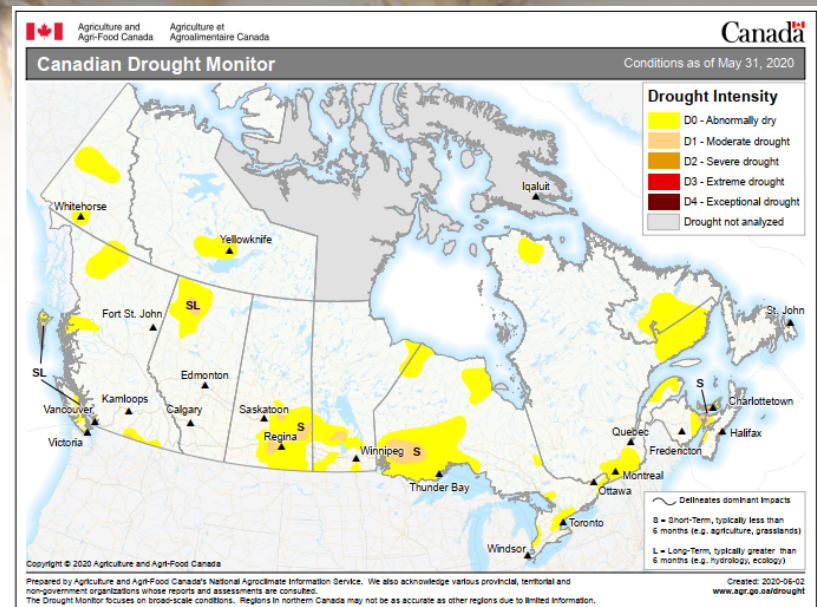 Agriculture and
Agri-Food Canada
Agriculture et
Agroalimentaire Canada
Canada
Canadian Drought Monitor
Conditions as of May 31, 2020
Drought Intensity
D0 - Abnormally dry
D1 - Moderate drought
D2 - Severe drought
D3 - Extreme drought
D4 - Exceptional drought
Drought not analyzed
Iqaluit
Whitehorse
Yellowknife
SL
Fort St. John
St. John
Edmonton
SL
S
Charlottetown
Kamloops
Vancouver
Calgary
Saskatoon
S
Regina
Winnipeg
S
Quebec
Halifax
Victoria
Fredericton
Montreal
Thunder Bay
Ottawa
Toronto
Windsor
Delineates dominant impacts
S = Short-Term, typically less than
6 months (e.g. agriculture, grasslands)
L = Long-Term, typically greater than
6 months (e.g. hydrology, ecology)
Copyright © 2020 Agriculture and Agri-Food Canada
Prepared by Agriculture and Agri-Food Canada's National Agroclimate Information Service. We also acknowledge various provincial, territorial and
non-government organizations whose reports and assessments are consulted.
The Drought Monitor focuses on broad-scale conditions. Regions in northern Canada may not be as accurate as other regions due to limited information.
Created: 2020-06-02
www.agr.gc.ca/drought